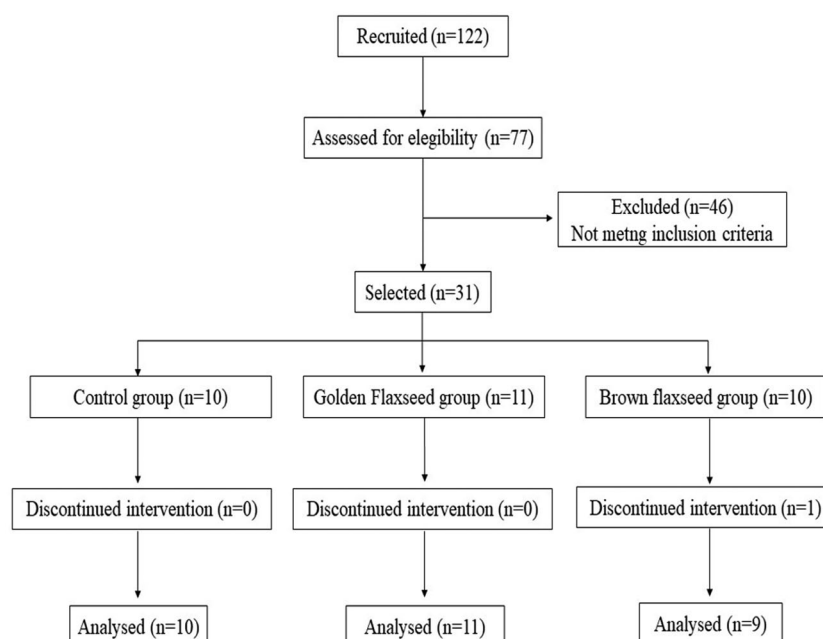 Recruited (n=122)
Assessed for elegibility (n=77)
Excluded (n=46)
Not metng inclusion criteria
Selected (n=31)
Control group (n=10)
Golden Flaxseed group (n=11)
Brown flaxseed group (n=10)
Discontinued intervention (n=0)
Discontinued intervention (n=0)
Discontinued intervention (n=1)
Analysed (n=10)
Analysed (n=11)
Analysed (n=9)